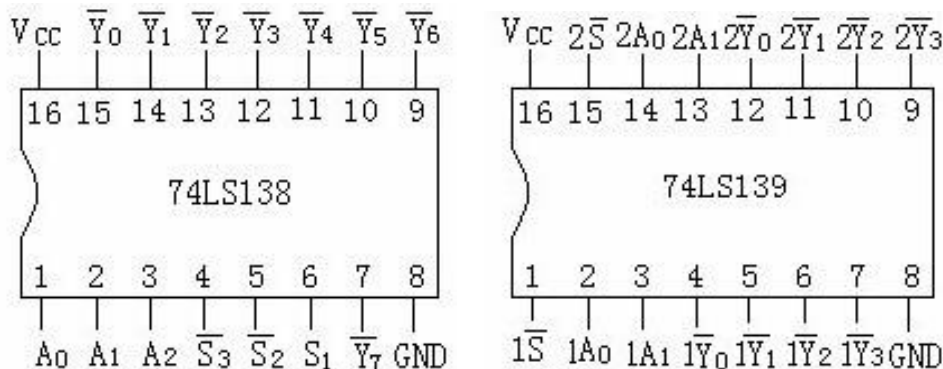 Vcc Y̅0 Y̅1 Y̅2 Y̅3 Y̅4 Y̅5 Y̅6
16 15 14 13 12 11 10 9
74LS138
1 2 3 4 5 6 7 8
A0 A1 A2 S̅3 S̅2 S1 Y̅7 GND
Vcc 2S̅ 2A0 2A1 2Y̅0 2Y̅1 2Y̅2 2Y̅3
16 15 14 13 12 11 10 9
74LS139
1 2 3 4 5 6 7 8
1S̅ 1A0 1A1 1Y̅0 1Y̅1 1Y̅2 1Y̅3 GND